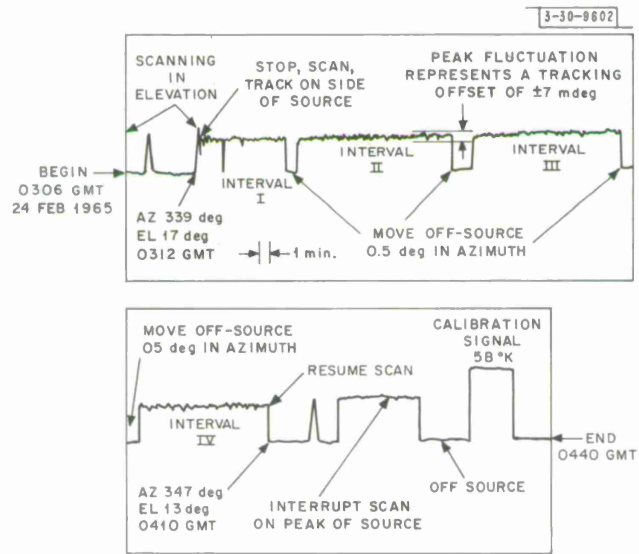 3-30-9602
SCANNING
IN
ELEVATION
STOP, SCAN,
TRACK ON SIDE
OF SOURCE
PEAK FLUCTUATION
REPRESENTS A TRACKING
OFFSET OF ±7 mdeg
BEGIN
0306 GMT
24 FEB 1965
INTERVAL
I
INTERVAL
II
INTERVAL
III
AZ 339 deg
EL 17 deg
0312 GMT
1 min.
MOVE OFF-SOURCE
0.5 deg IN AZIMUTH
MOVE OFF-SOURCE
05 deg IN AZIMUTH
RESUME SCAN
CALIBRATION
SIGNAL
58 °K
INTERVAL
IV
END
0440 GMT
AZ 347 deg
EL 13 deg
0410 GMT
INTERRUPT SCAN
ON PEAK OF SOURCE
OFF SOURCE